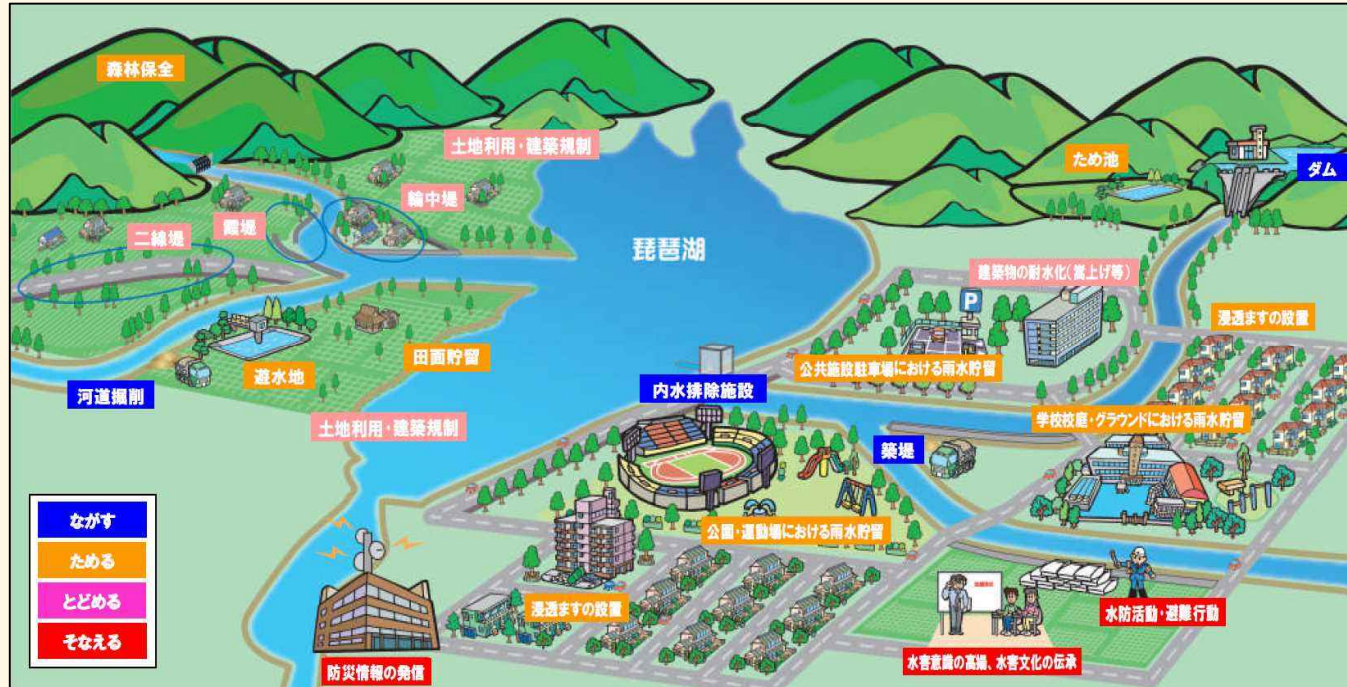 森林保全
土地利用・建築規制
ため池
ダム
輪中堤
霞堤
二線堤
琵琶湖
建築物の耐水化(嵩上げ等)
P
浸透ますの設置
田面貯留
遊水地
公共施設駐車場における雨水貯留
河道掘削
内水排除施設
土地利用・建築規制
学校校庭・グラウンドにおける雨水貯留
築堤
ながす
ためる
とどめる
そなえる
公園・運動場における雨水貯留
浸透ますの設置
水防活動・避難行動
防災情報の発信
水害意識の高揚、水害文化の伝承